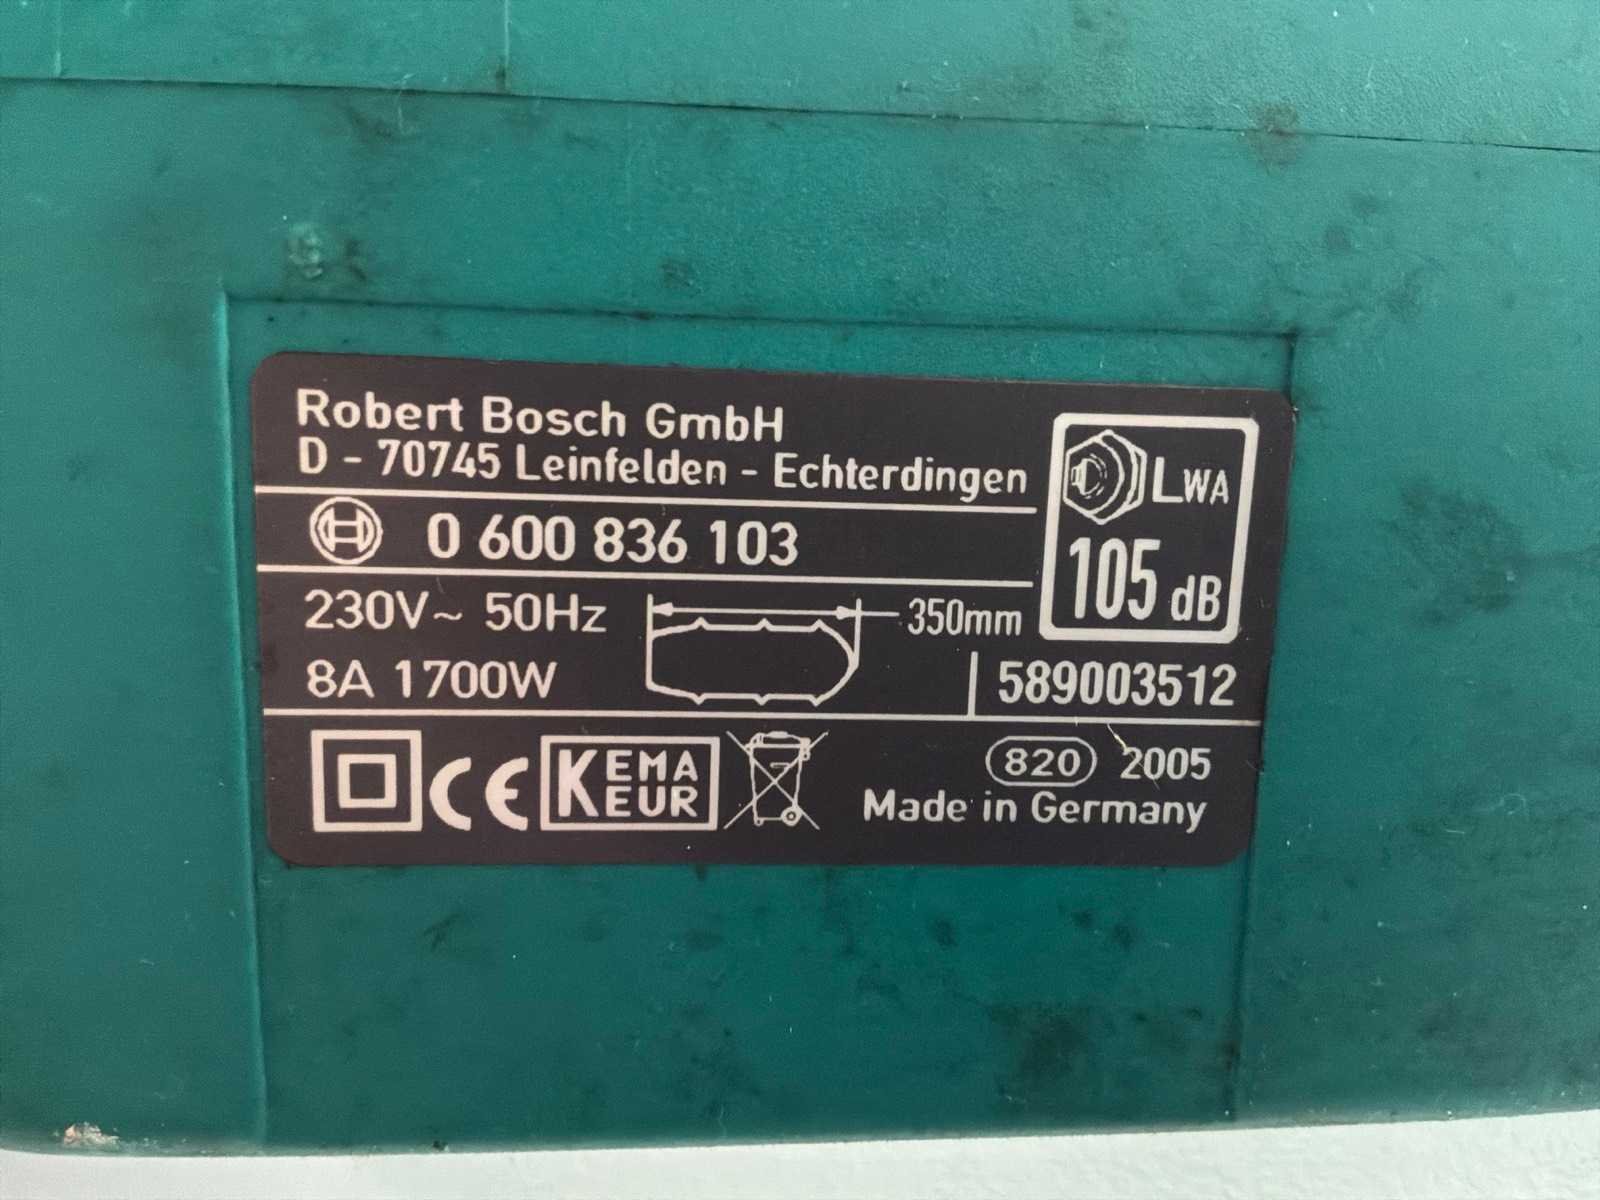 Robert Bosch GmbH
D - 70745 Leinfelden - Echterdingen
LWA
105 dB
0 600 836 103
230V~ 50Hz
350mm
8A 1700W
589003512
CE
KEMA
KEUR
820 2005
Made in Germany